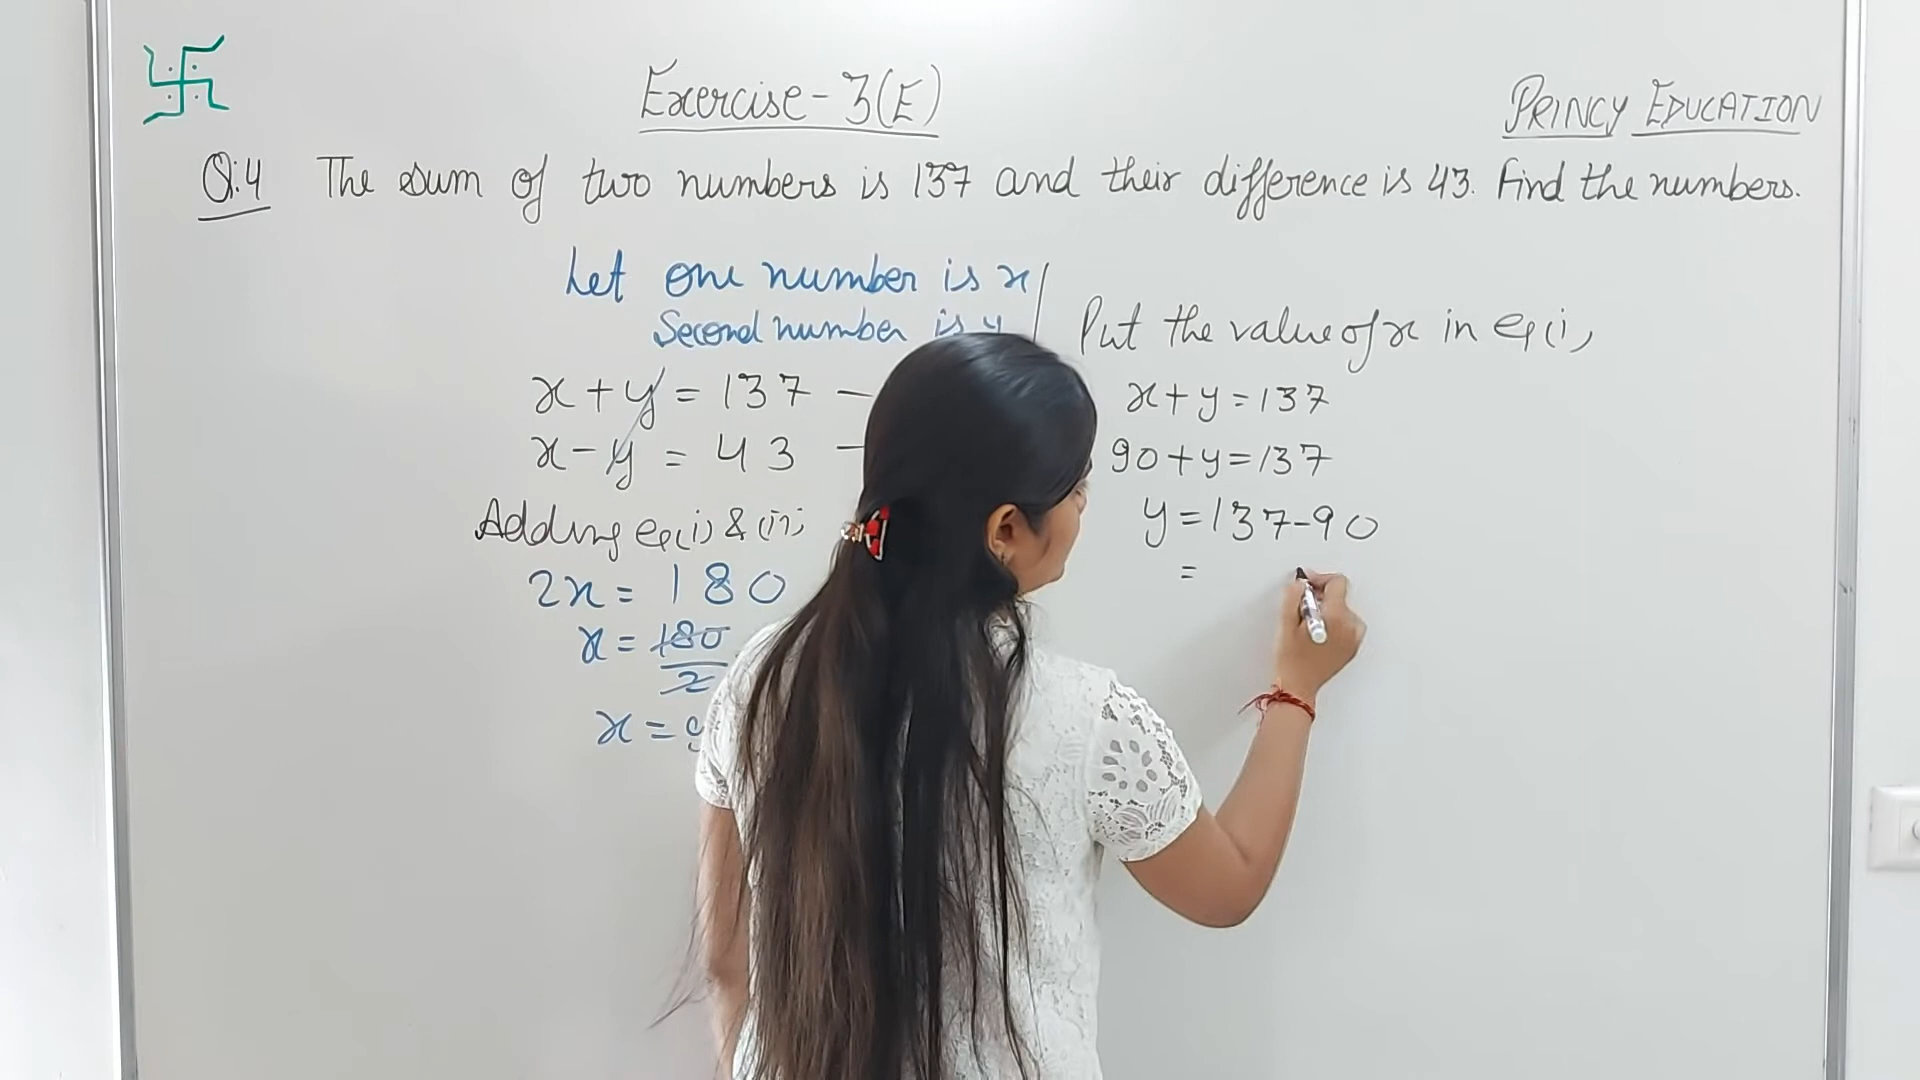 Exercise - 3(E)
PRINCY EDUCATION
Q.4 The sum of two numbers is 137 and their difference is 43. Find the numbers.
Let one number is x
Second number is y
x + y = 137 —
x - y = 43 —
Adding eq (i) & (ii)
2x = 180
x = 180/2
x = 9
Put the value of x in eq (i),
x + y = 137
90 + y = 137
y = 137 - 90
=